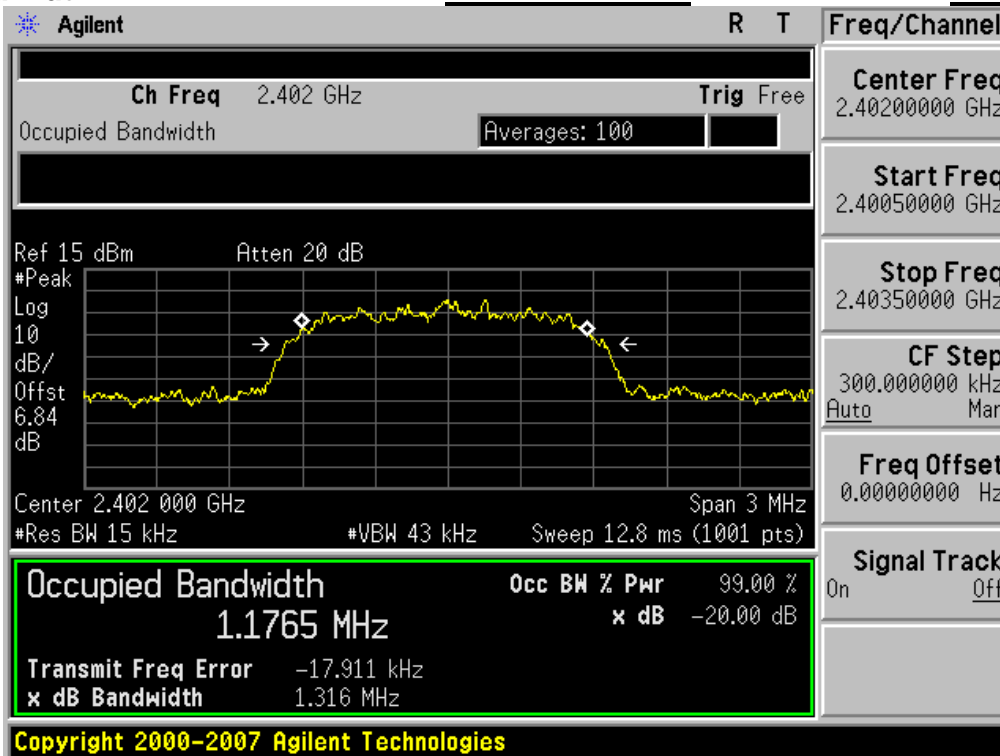 Agilent R T Freq/Channel
Ch Freq 2.402 GHz Trig Free
Occupied Bandwidth Averages: 100
Center Freq
2.40200000 GHz
Start Freq
2.40050000 GHz
Stop Freq
2.40350000 GHz
CF Step
300.000000 kHz
Auto Man
Freq Offset
0.00000000 Hz
Signal Track
On Off
Ref 15 dBm Atten 20 dB
#Peak
Log
10
dB/
Offst
6.84
dB
Center 2.402 000 GHz Span 3 MHz
#Res BW 15 kHz #VBW 43 kHz Sweep 12.8 ms (1001 pts)
Occupied Bandwidth Occ BW % Pwr 99.00 %
1.1765 MHz x dB -20.00 dB
Transmit Freq Error -17.911 kHz
x dB Bandwidth 1.316 MHz
Copyright 2000-2007 Agilent Technologies